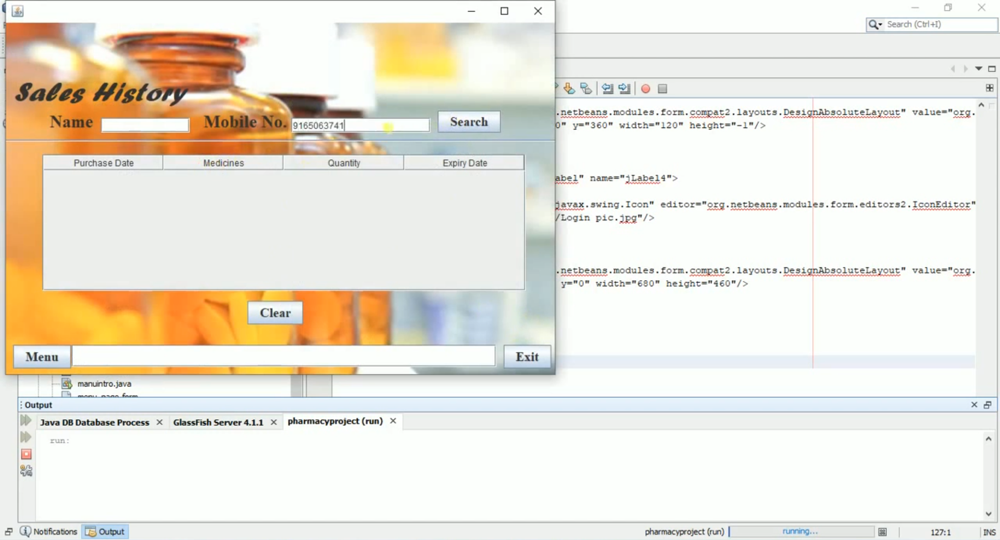 Search (Ctrl+I)
Sales History
Name
Mobile No.
9165063741
Search
Purchase Date
Medicines
Quantity
Expiry Date
Clear
Menu
Exit
.netbeans.modules.form.compat2.layouts.DesignAbsoluteLayout" value="org.
0" y="360" width="120" height="-1"/>
abel" name="jLabel4">
javax.swing.Icon" editor="org.netbeans.modules.form.editors2.IconEditor"
/Login pic.jpg"/>
.netbeans.modules.form.compat2.layouts.DesignAbsoluteLayout" value="org.
y="0" width="680" height="460"/>
manuintro.java
menu_page.form
Output
Java DB Database Process
GlassFish Server 4.1.1
pharmacyproject (run)
run:
Notifications
Output
pharmacyproject (run)
running...
127:1
INS